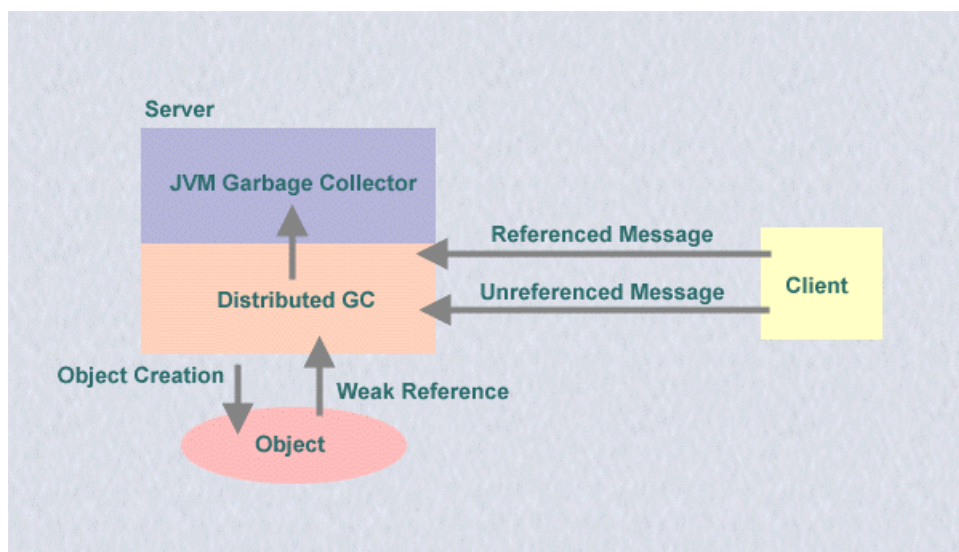 Server
JVM Garbage Collector
Referenced Message
Client
Unreferenced Message
Distributed GC
Object Creation
Weak Reference
Object